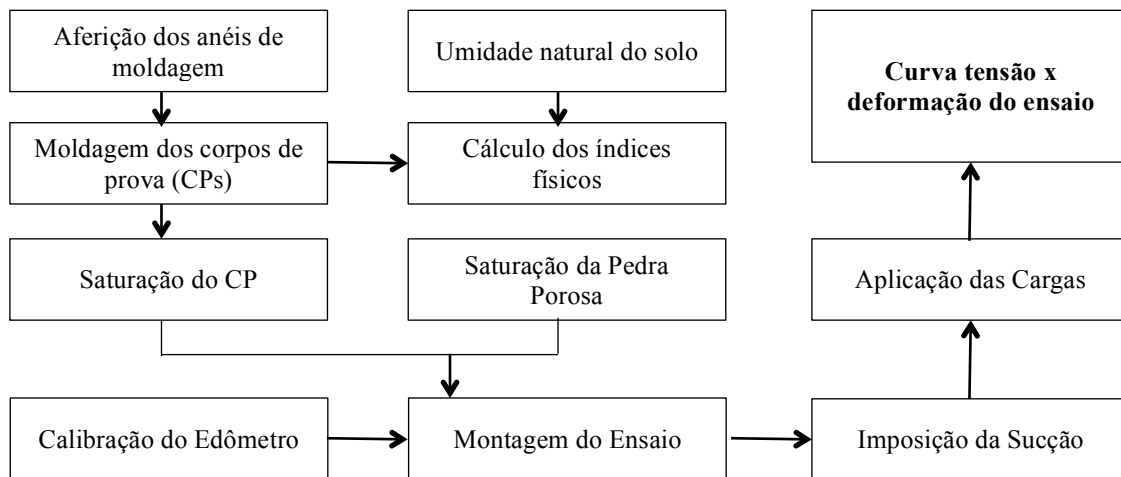 Aferição dos anéis de
moldagem
Umidade natural do solo
Curva tensão x
deformação do ensaio
Moldagem dos corpos de
prova (CPs)
Cálculo dos índices
físicos
Saturação do CP
Saturação da Pedra
Porosa
Aplicação das Cargas
Calibração do Edômetro
Montagem do Ensaio
Imposição da Sucção